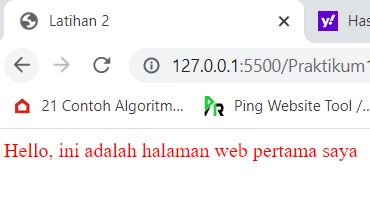 Latihan 2
Has
127.0.0.1:5500/Praktikum1
21 Contoh Algoritm...
Ping Website Tool /...
Hello, ini adalah halaman web pertama saya